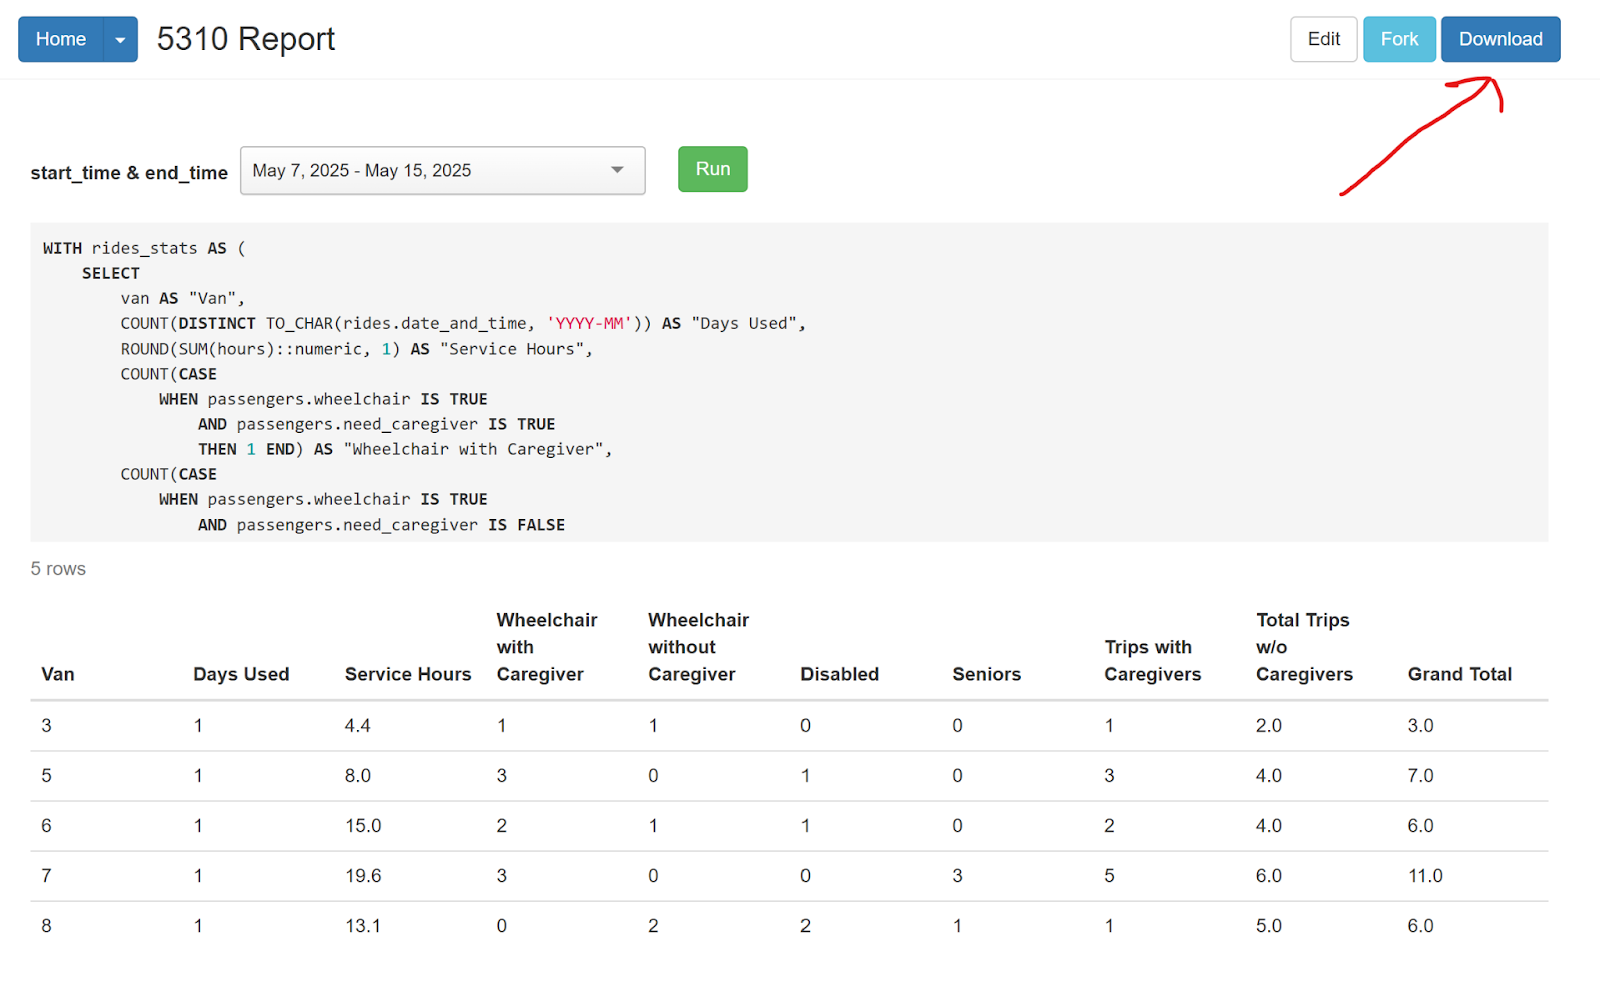 Home 5310 Report Edit Fork Download
start_time & end_time May 7, 2025 - May 15, 2025 Run
WITH rides_stats AS (
SELECT
van AS "Van",
COUNT(DISTINCT TO_CHAR(rides.date_and_time, 'YYYY-MM')) AS "Days Used",
ROUND(SUM(hours)::numeric, 1) AS "Service Hours",
COUNT(CASE
WHEN passengers.wheelchair IS TRUE
AND passengers.need_caregiver IS TRUE
THEN 1 END) AS "Wheelchair with Caregiver",
COUNT(CASE
WHEN passengers.wheelchair IS TRUE
AND passengers.need_caregiver IS FALSE
5 rows
Van Days Used Service Hours Wheelchair with Caregiver Wheelchair without Caregiver Disabled Seniors Trips with Caregivers Total Trips w/o Caregivers Grand Total
3 1 4.4 1 1 0 0 1 2.0 3.0
5 1 8.0 3 0 1 0 3 4.0 7.0
6 1 15.0 2 1 1 0 2 4.0 6.0
7 1 19.6 3 0 0 3 5 6.0 11.0
8 1 13.1 0 2 2 1 1 5.0 6.0